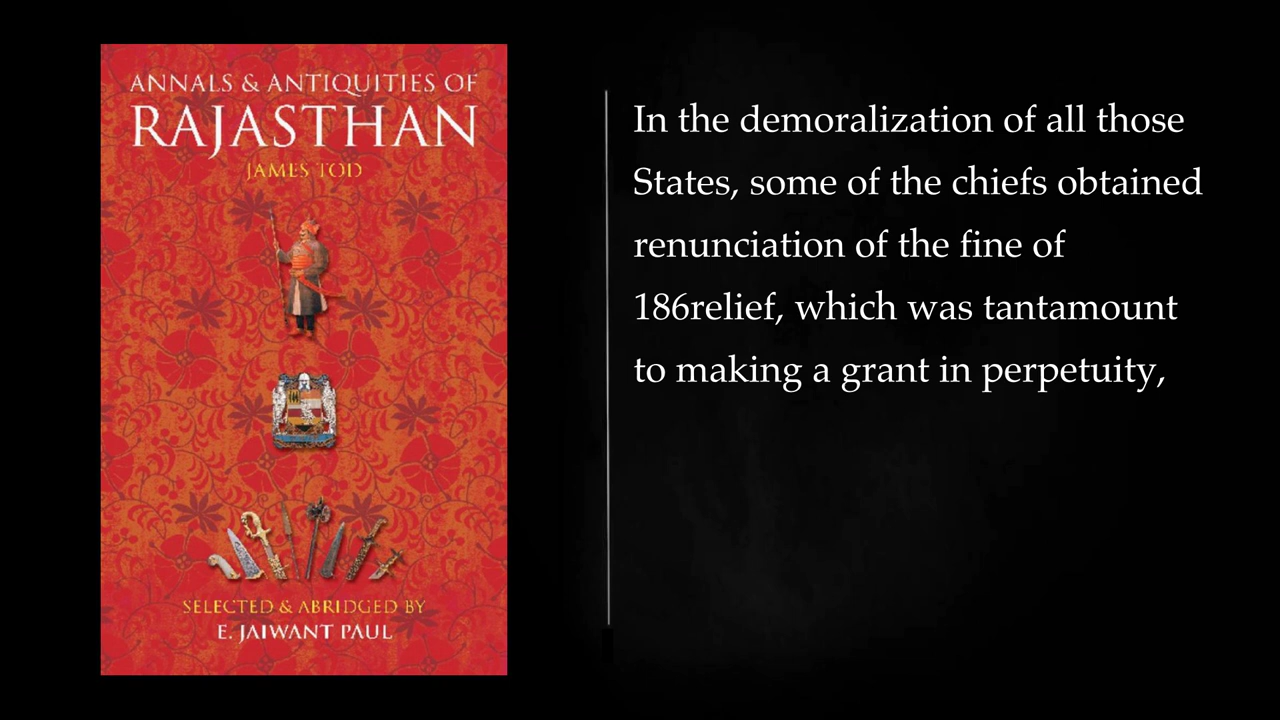 ANNALS & ANTIQUITIES OF
RAJASTHAN
JAMES TOD
SELECTED & ABRIDGED BY
E. JAIWANT PAUL
In the demoralization of all those
States, some of the chiefs obtained
renunciation of the fine of
186relief, which was tantamount
to making a grant in perpetuity,